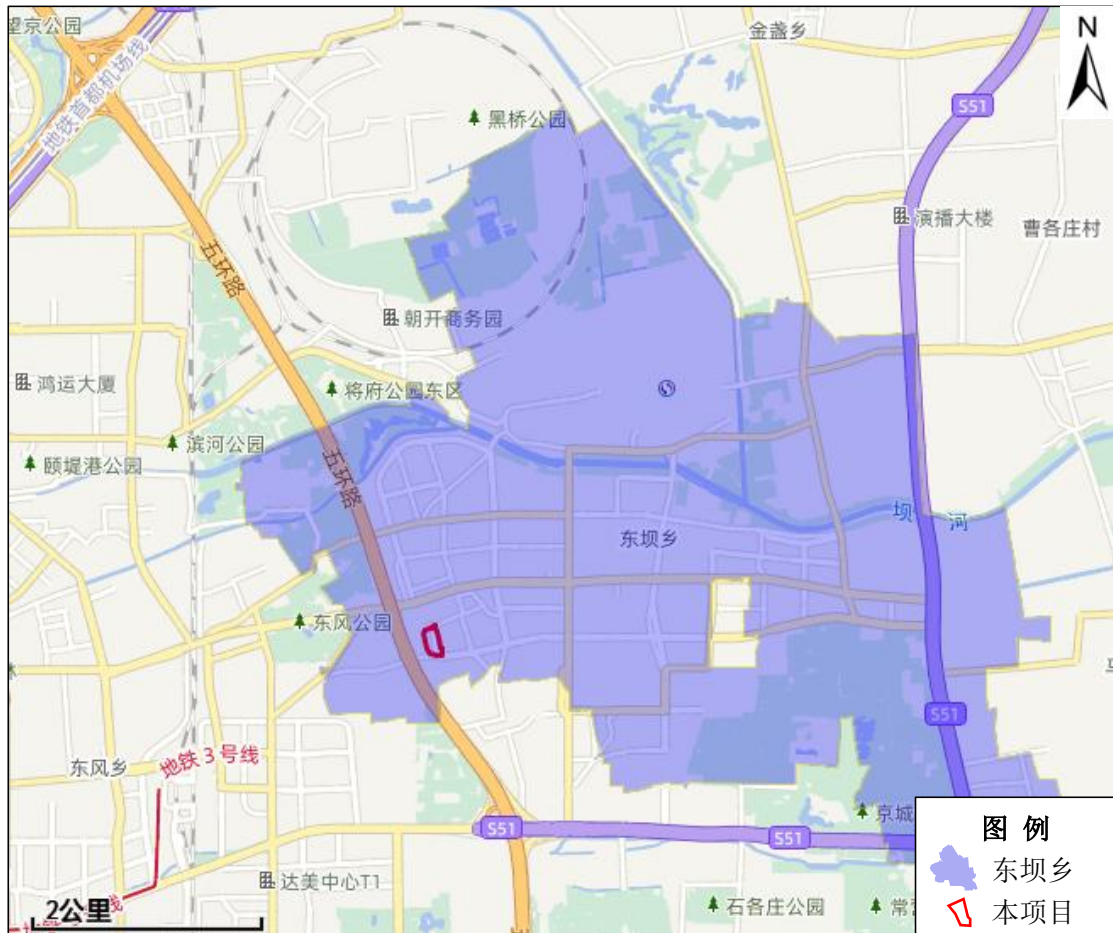 望京公园
金盏乡
N
地铁首都机场线
S51
黑桥公园
演播大楼
曹各庄村
五环路
朝开商务园
鸿运大厦
将府公园东区
滨河公园
颐堤港公园
五环路
坝河
东坝乡
东风公园
S51
东风乡
地铁3号线
京城
S51
S51
图 例
东坝乡
本项目
达美中心T1
石各庄公园
常
2公里
线